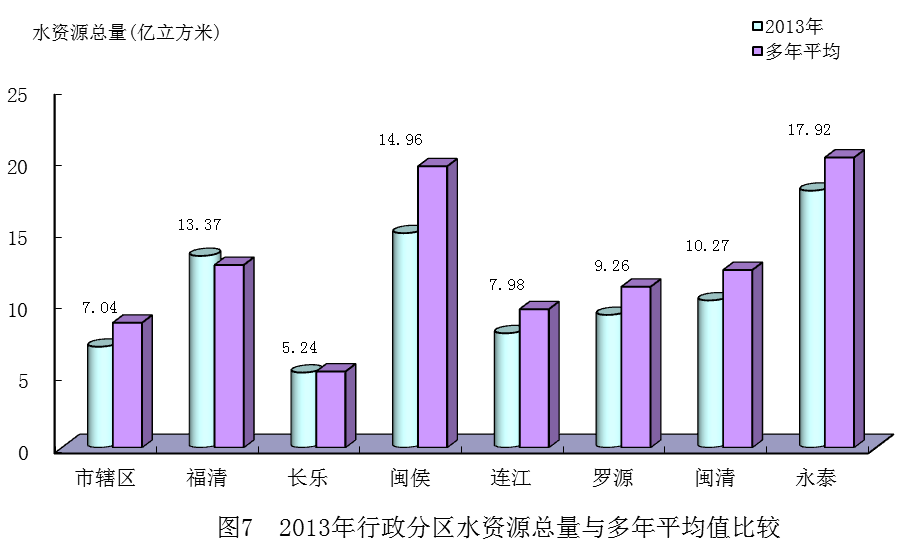 水资源总量(亿立方米)
2013年
多年平均
25
20
15
10
5
0
7.04
13.37
5.24
14.96
7.98
9.26
10.27
17.92
市辖区 福清 长乐 闽侯 连江 罗源 闽清 永泰
图7 2013年行政分区水资源总量与多年平均值比较